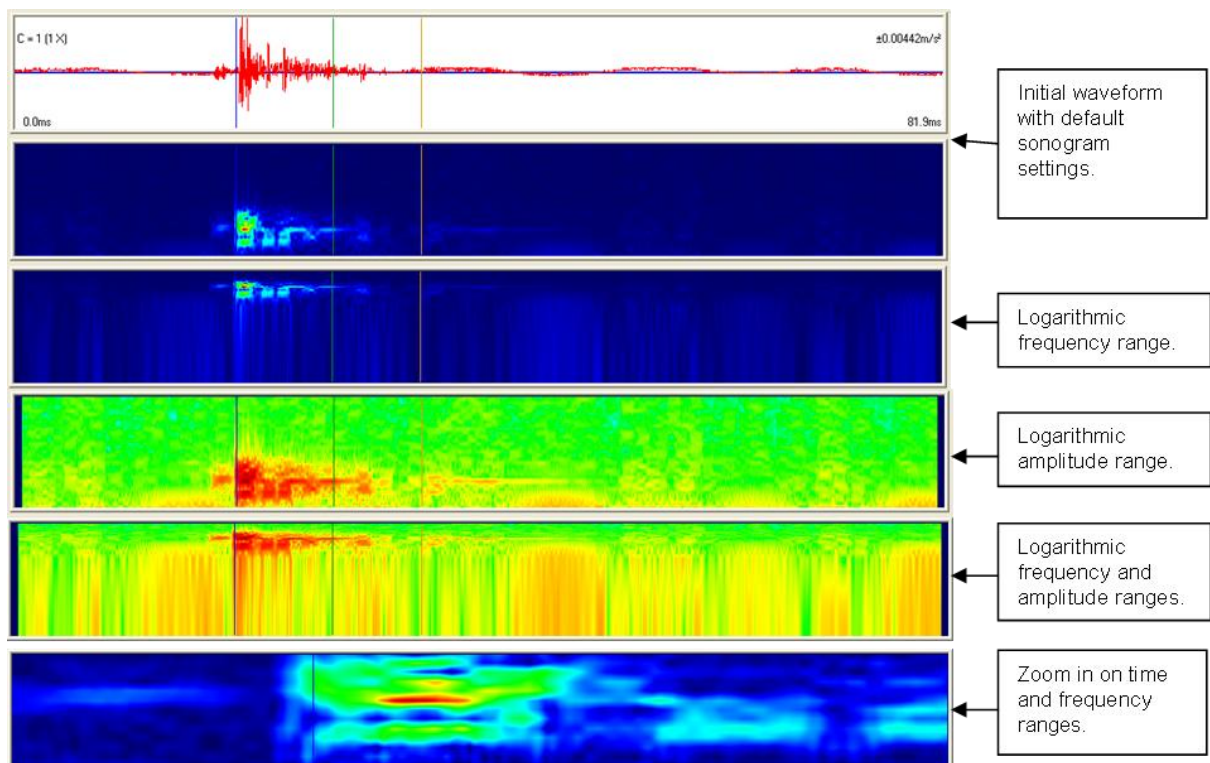 C = 1 (1 X)
±0.00442m/s²
0.0ms
81.9ms
Initial waveform
with default
sonogram
settings.
Logarithmic
frequency range.
Logarithmic
amplitude range.
Logarithmic
frequency and
amplitude ranges.
Zoom in on time
and frequency
ranges.